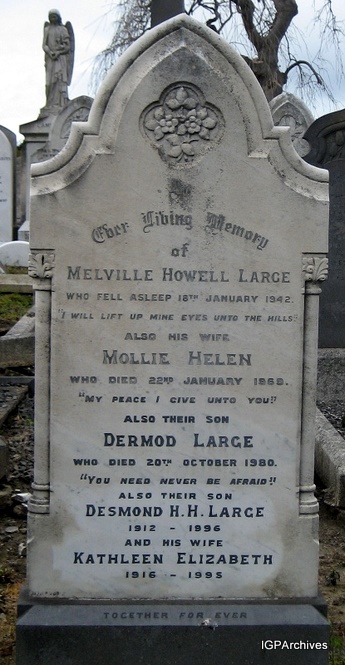 Ever Living Memory
of
MELVILLE HOWELL LARGE
WHO FELL ASLEEP 18TH JANUARY 1942.
"I WILL LIFT UP MINE EYES UNTO THE HILLS"
ALSO HIS WIFE
MOLLIE HELEN
WHO DIED 22ND JANUARY 1968.
"MY PEACE I GIVE UNTO YOU"
ALSO THEIR SON
DERMOD LARGE
WHO DIED 20TH OCTOBER 1980.
"YOU NEED NEVER BE AFRAID"
ALSO THEIR SON
DESMOND H.H. LARGE
1912 - 1996
AND HIS WIFE
KATHLEEN ELIZABETH
1916 - 1995
TOGETHER FOR EVER
IGPArchives